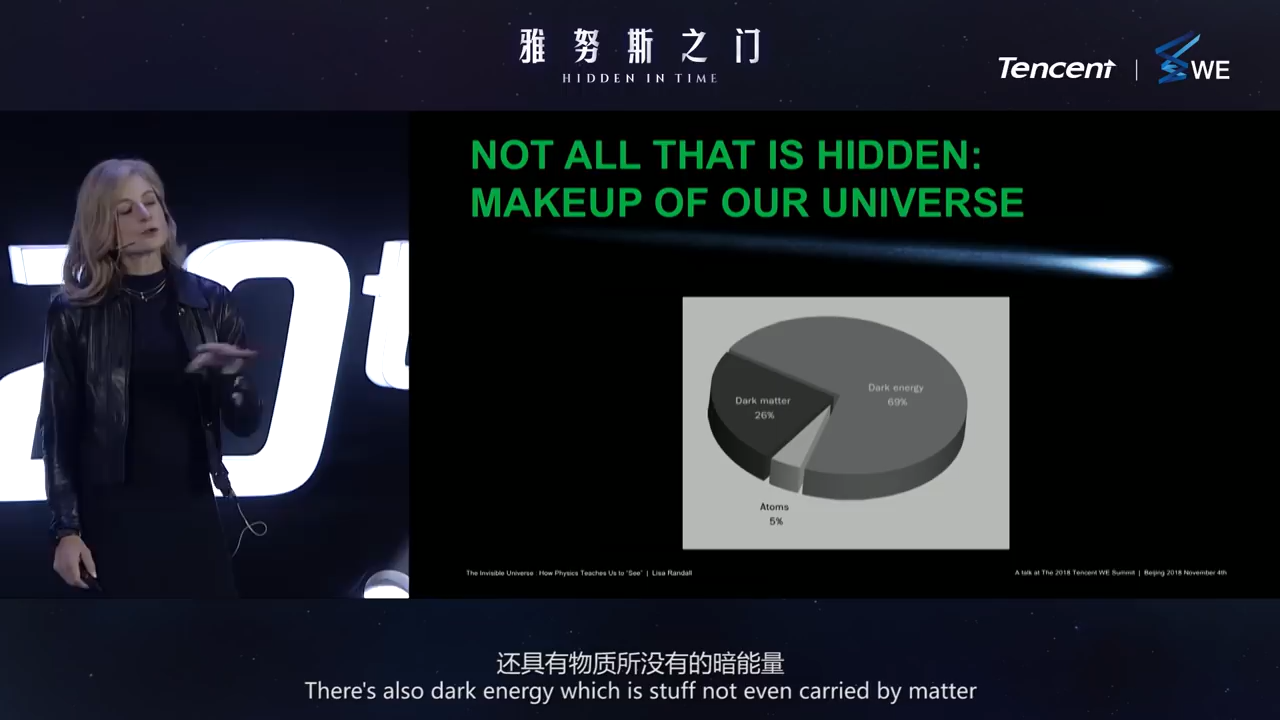 雅努斯之门
HIDDEN IN TIME
Tencent | WE
20t
NOT ALL THAT IS HIDDEN:
MAKEUP OF OUR UNIVERSE
Dark energy
69%
Dark matter
26%
Atoms
5%
The Invisible Universe : How Physics Teaches Us to "See" | Lisa Randall
A talk at The 2018 Tencent WE Summit | Beijing 2018 November 4th
还具有物质所没有的暗能量
There's also dark energy which is stuff not even carried by matter